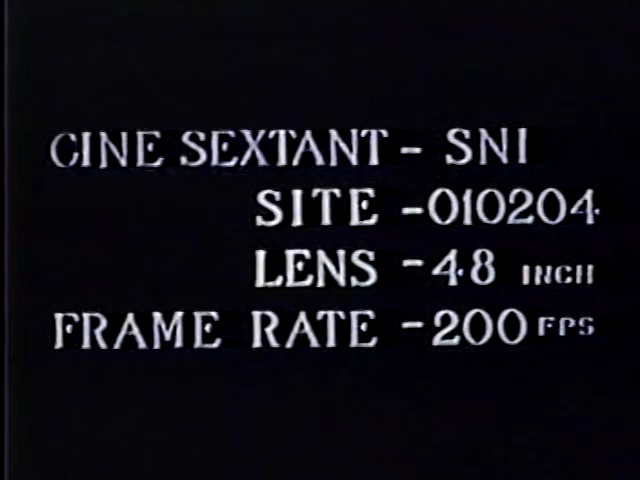 CINE SEXTANT - SNI
SITE -010204
LENS -48 INCH
FRAME RATE -200 FPS